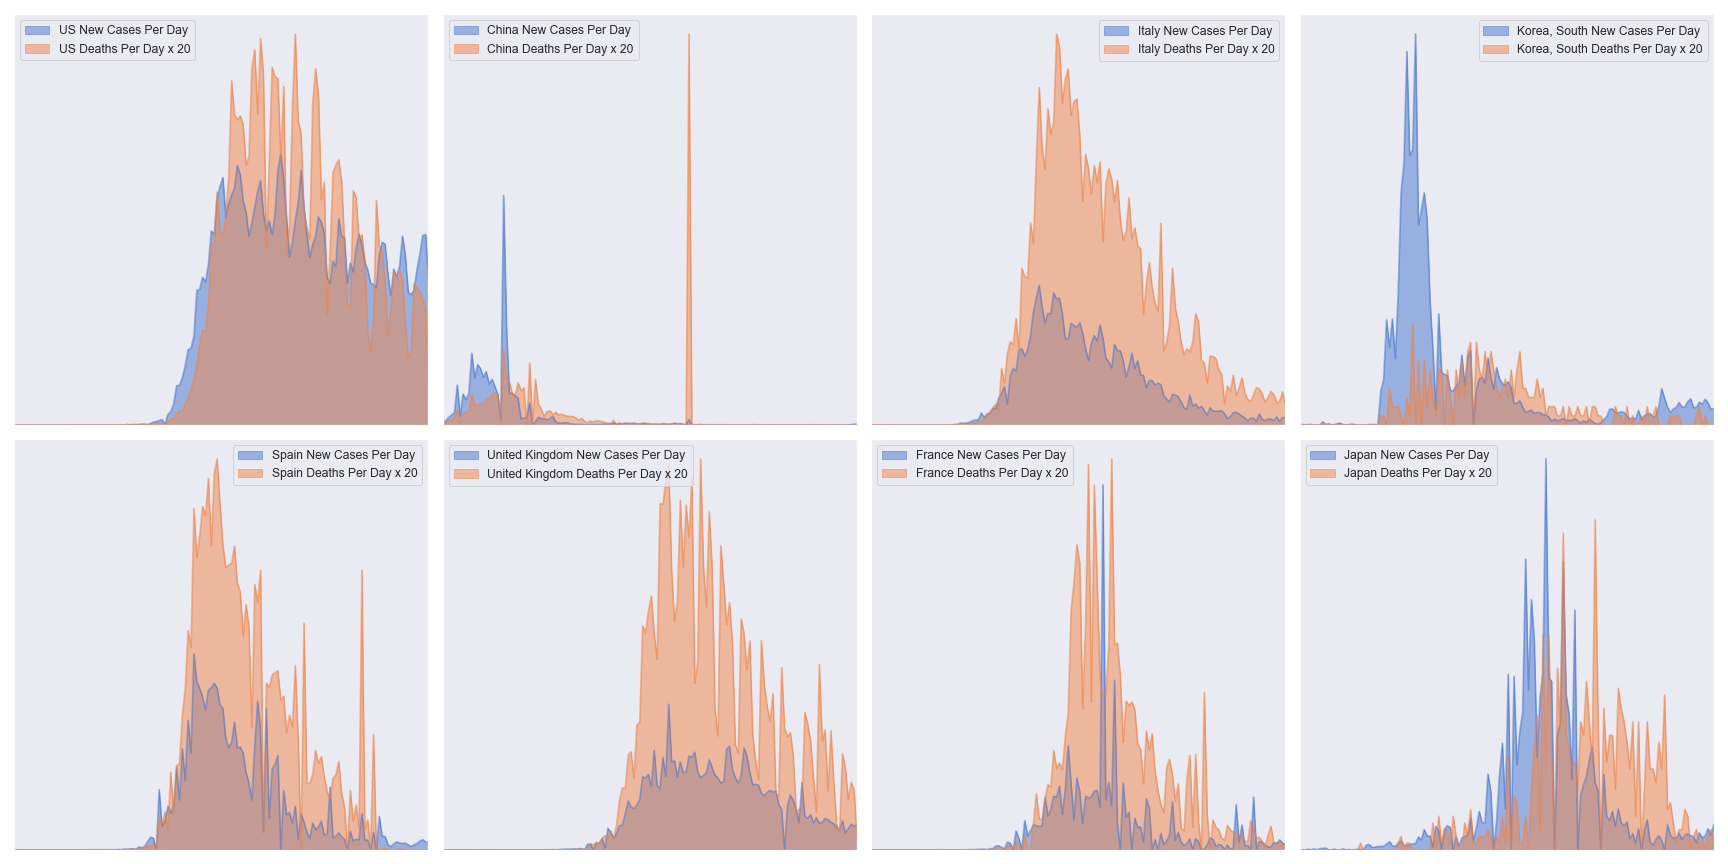 US New Cases Per Day
US Deaths Per Day x 20
China New Cases Per Day
China Deaths Per Day x 20
Italy New Cases Per Day
Italy Deaths Per Day x 20
Korea, South New Cases Per Day
Korea, South Deaths Per Day x 20
Spain New Cases Per Day
Spain Deaths Per Day x 20
United Kingdom New Cases Per Day
United Kingdom Deaths Per Day x 20
France New Cases Per Day
France Deaths Per Day x 20
Japan New Cases Per Day
Japan Deaths Per Day x 20